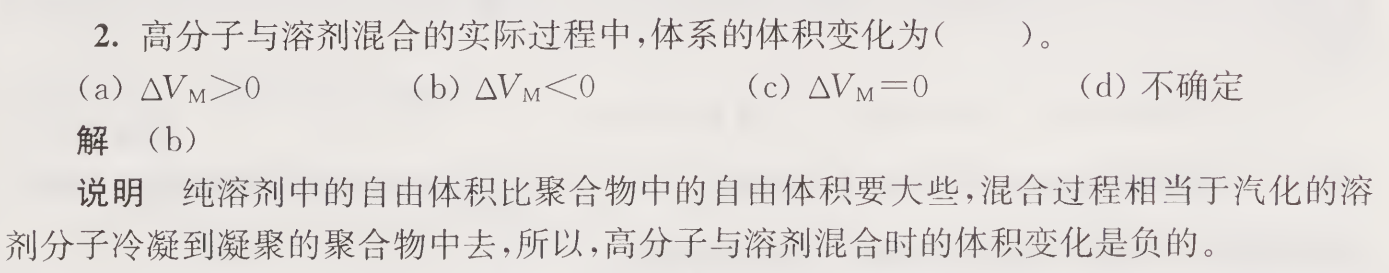 2. 高分子与溶剂混合的实际过程中,体系的体积变化为(　　)。
(a) △V_M>0　　(b) △V_M<0　　(c) △V_M=0　　(d) 不确定
解　(b)
说明　纯溶剂中的自由体积比聚合物中的自由体积要大些,混合过程相当于汽化的溶
剂分子冷凝到凝聚的聚合物中去,所以,高分子与溶剂混合时的体积变化是负的。